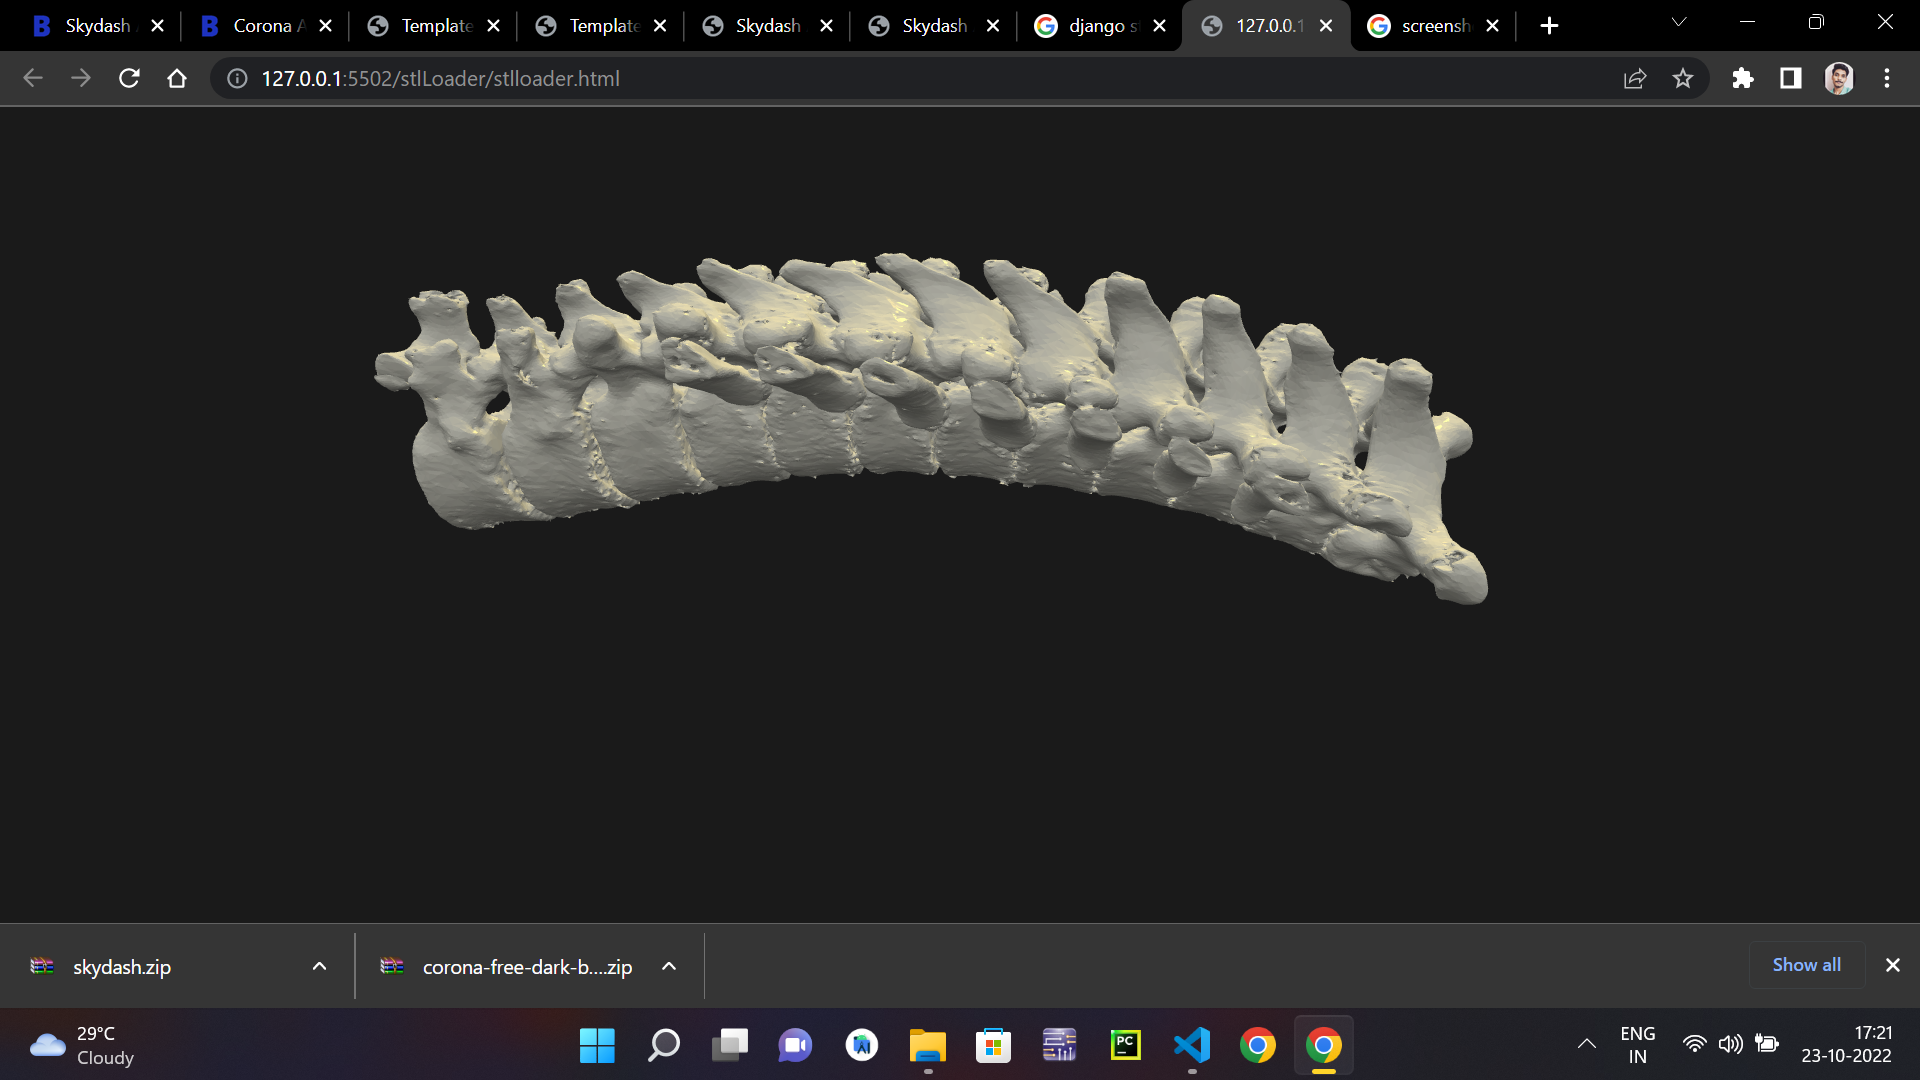 Skydash
Corona A
Template
Template
Skydash
Skydash
django s
127.0.0.1
screensh
127.0.0.1:5502/stlLoader/stlloader.html
skydash.zip
corona-free-dark-b....zip
Show all
29°C
Cloudy
PC
ENG
IN
17:21
23-10-2022